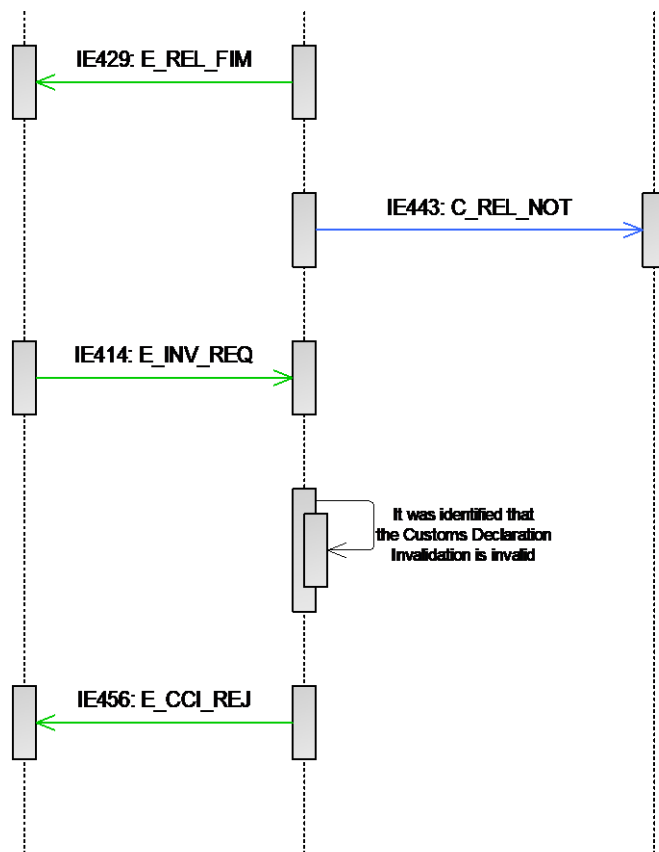 IE429: E_REL_FIM
IE443: C_REL_NOT
IE414: E_INV_REQ
It was identified that
the Customs Declaration
Invalidation is invalid
IE456: E_CCI_REJ